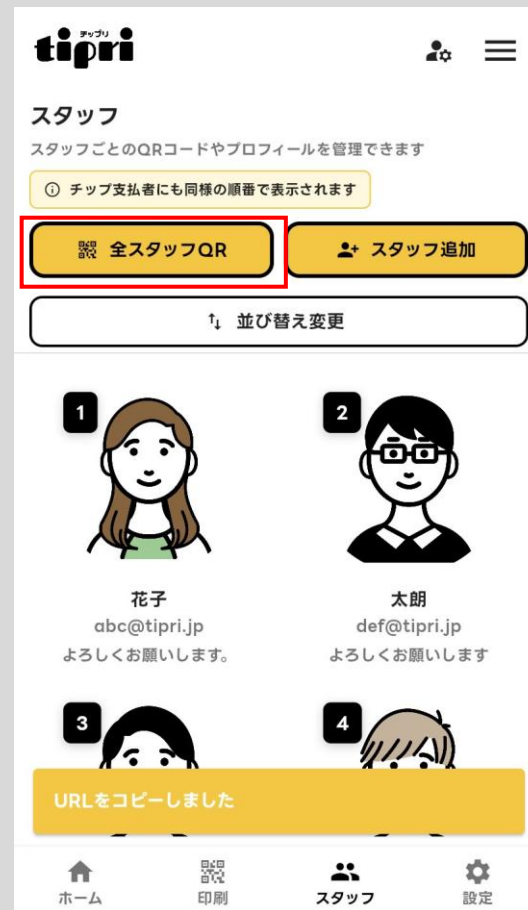 チップリ
tipri
スタッフ
スタッフごとのQRコードやプロフィールを管理できます
チップ支払者にも同様の順番で表示されます
全スタッフQR
スタッフ追加
↑↓ 並び替え変更
1
2
花子
太朗
abc@tipri.jp
def@tipri.jp
よろしくお願いします。
よろしくお願いします
3
4
URLをコピーしました
ホーム
印刷
スタッフ
設定